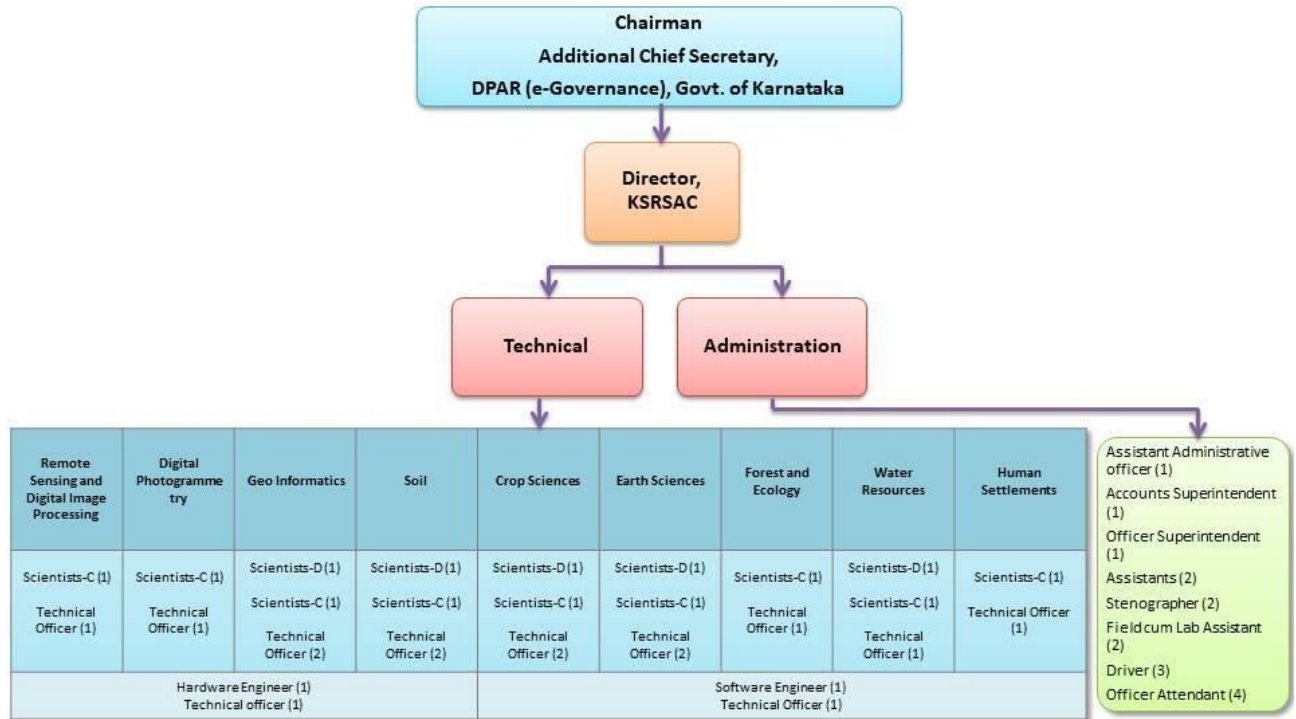 Chairman
Additional Chief Secretary,
DPAR (e-Governance), Govt. of Karnataka
Director,
KSRSAC
Technical
Administration
Remote
Sensing and
Digital Image
Processing
Digital
Photogramme
try
Geo Informatics
Soil
Crop Sciences
Earth Sciences
Forest and
Ecology
Water
Resources
Human
Settlements
Scientists-C (1)
Technical
Officer (1)
Scientists-C (1)
Technical
Officer (1)
Scientists-D (1)
Scientists-C (1)
Technical
Officer (2)
Scientists-D (1)
Scientists-C (1)
Technical
Officer (2)
Scientists-D (1)
Scientists-C (1)
Technical
Officer (2)
Scientists-D (1)
Scientists-C (1)
Technical
Officer (2)
Scientists-C (1)
Technical
Officer (1)
Scientists-D (1)
Scientists-C (1)
Technical
Officer (1)
Scientists-C (1)
Technical Officer
(1)
Hardware Engineer (1)
Technical officer (1)
Software Engineer (1)
Technical Officer (1)
Assistant Administrative
officer (1)
Accounts Superintendent
(1)
Officer Superintendent
(1)
Assistants (2)
Stenographer (2)
Field cum Lab Assistant
(2)
Driver (3)
Officer Attendant (4)